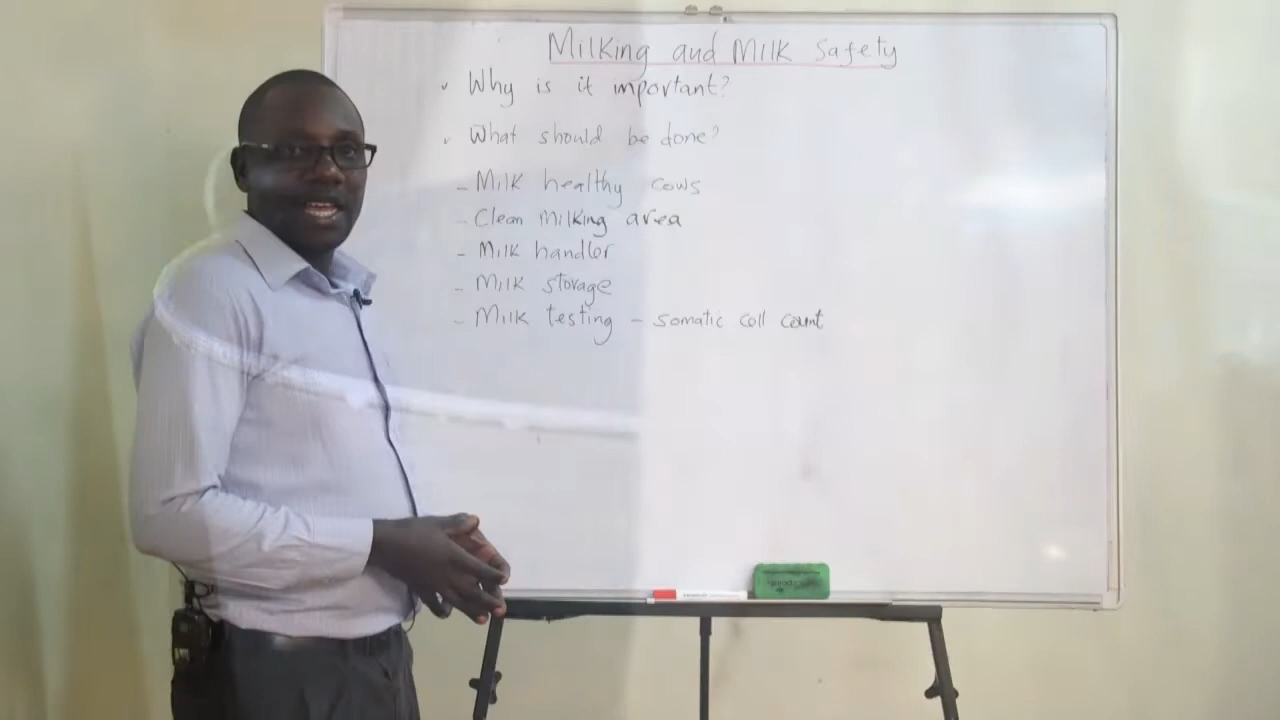 Milking and Milk Safety
Why is it important?
What should be done?
- Milk healthy cows
- Clean Milking area
- Milk handler
- Milk storage
- Milk testing - somatic cell count